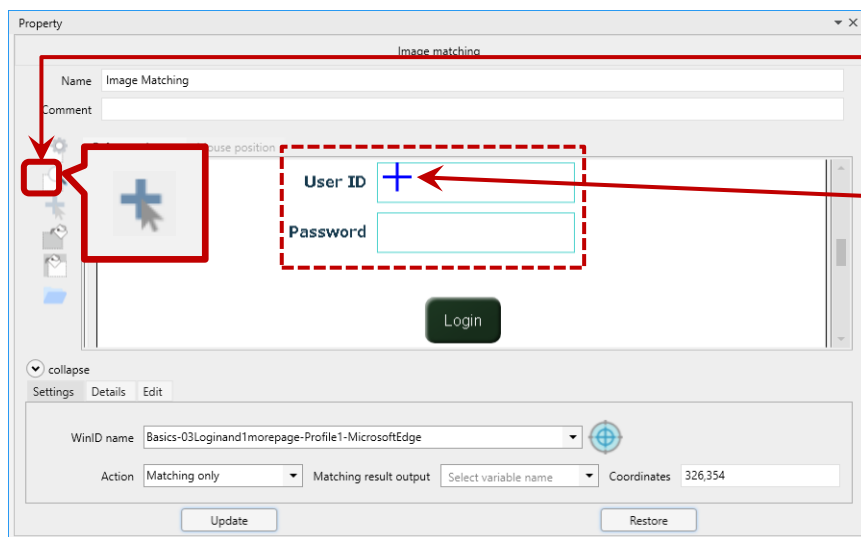 Property
Image matching
Name Image Matching
Comment
ouse position
User ID
Password
Login
collapse
Settings Details Edit
WinID name Basics-03Loginand1morepage-Profile1-MicrosoftEdge
Action Matching only Matching result output Select variable name Coordinates 326,354
Update Restore